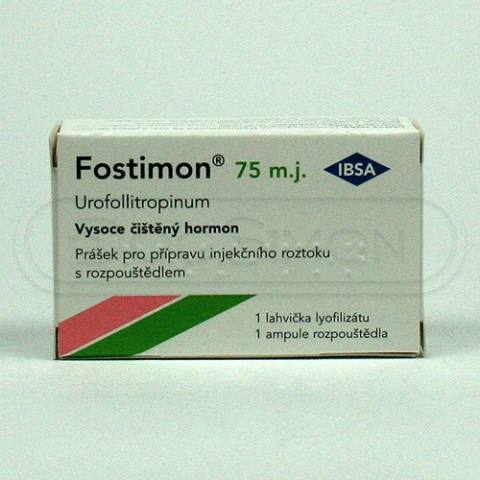 Fostimon® 75 m.j.
IBSA
Urofollitropinum
Vysoce čištěný hormon
Prášek pro přípravu injekčního roztoku
s rozpouštědlem
1 lahvička lyofilizátu
1 ampule rozpouštědla